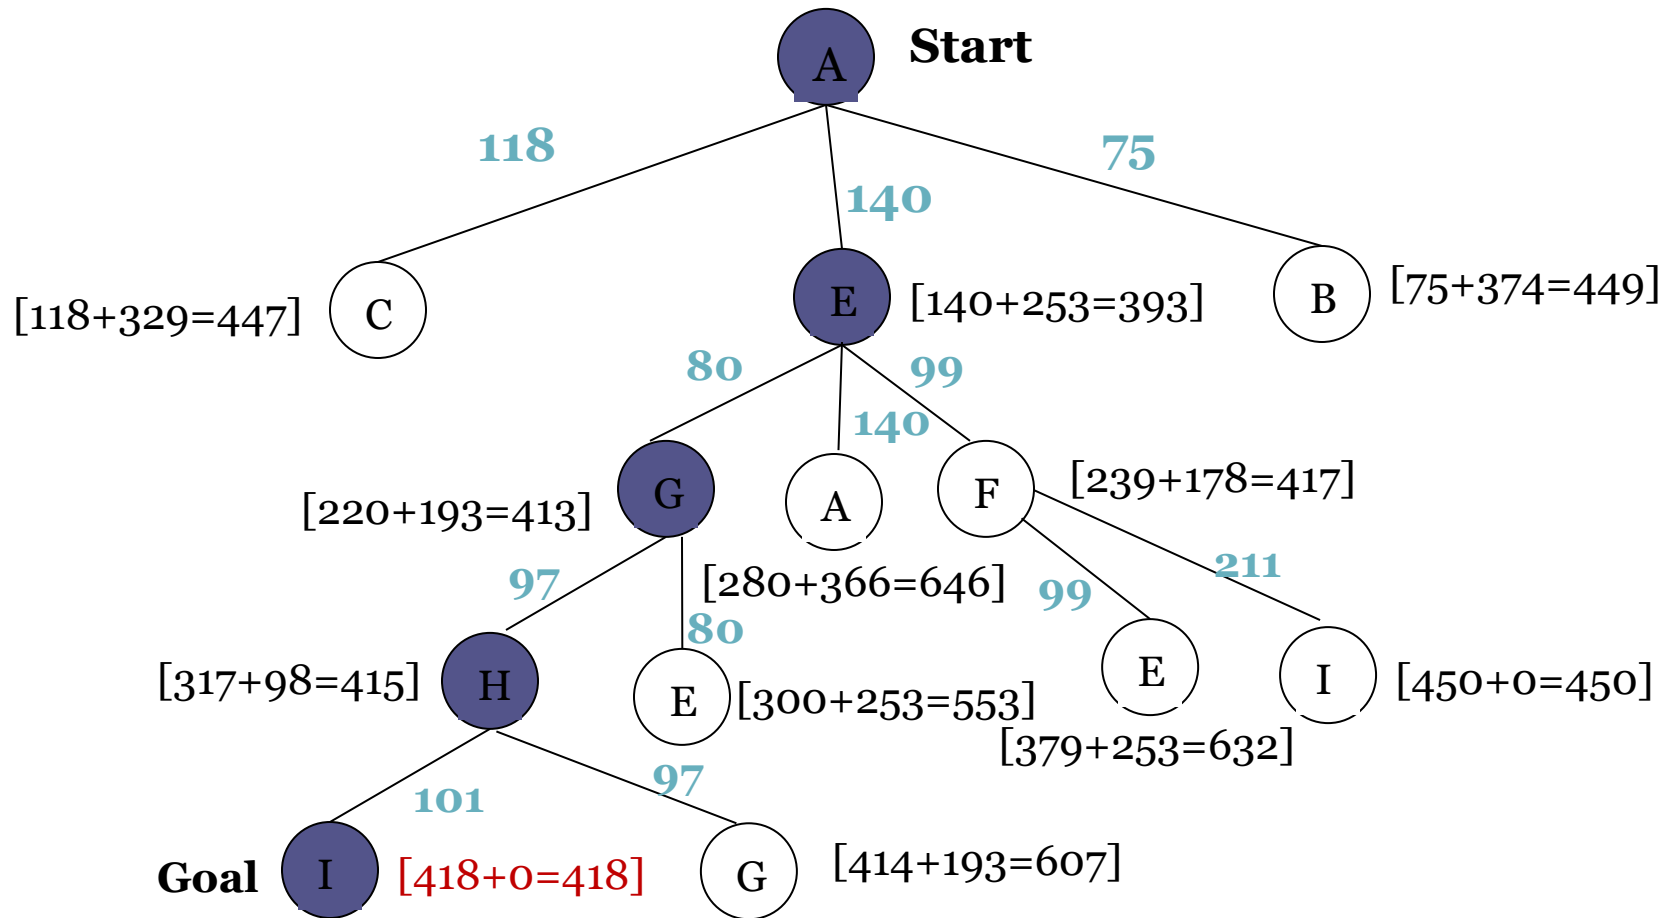 A Start
118
75
140
[118+329=447] C
E [140+253=393]
B [75+374=449]
80
99
140
[220+193=413] G
A
F [239+178=417]
[280+366=646]
97
80
99
211
[317+98=415] H
E [300+253=553]
E
[379+253=632]
I [450+0=450]
101
97
Goal I [418+0=418]
G [414+193=607]